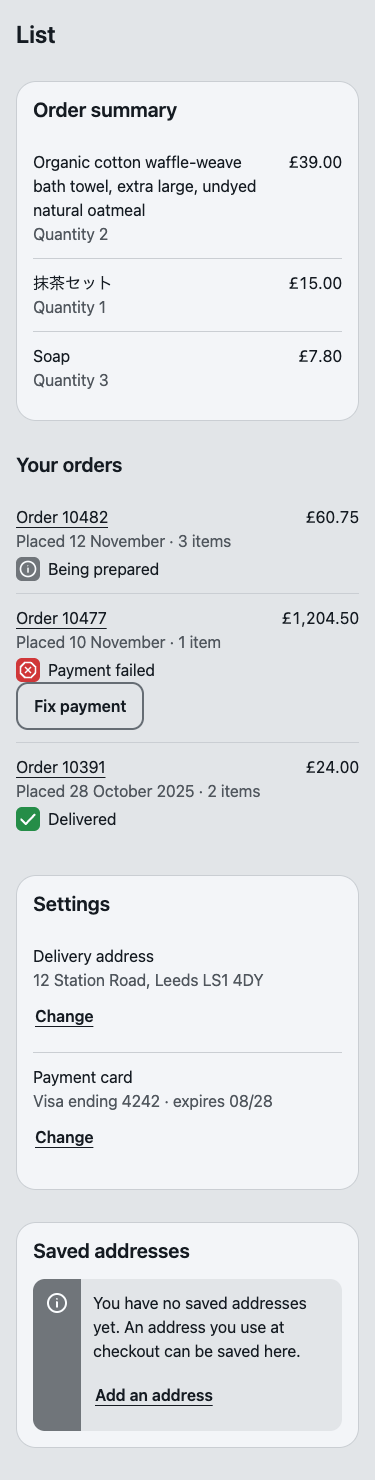 List
Order summary
Organic cotton waffle-weave £39.00
bath towel, extra large, undyed
natural oatmeal
Quantity 2
抹茶セット £15.00
Quantity 1
Soap £7.80
Quantity 3
Your orders
Order 10482 £60.75
Placed 12 November · 3 items
Being prepared
Order 10477 £1,204.50
Placed 10 November · 1 item
Payment failed
Fix payment
Order 10391 £24.00
Placed 28 October 2025 · 2 items
Delivered
Settings
Delivery address
12 Station Road, Leeds LS1 4DY
Change
Payment card
Visa ending 4242 · expires 08/28
Change
Saved addresses
You have no saved addresses
yet. An address you use at
checkout can be saved here.
Add an address